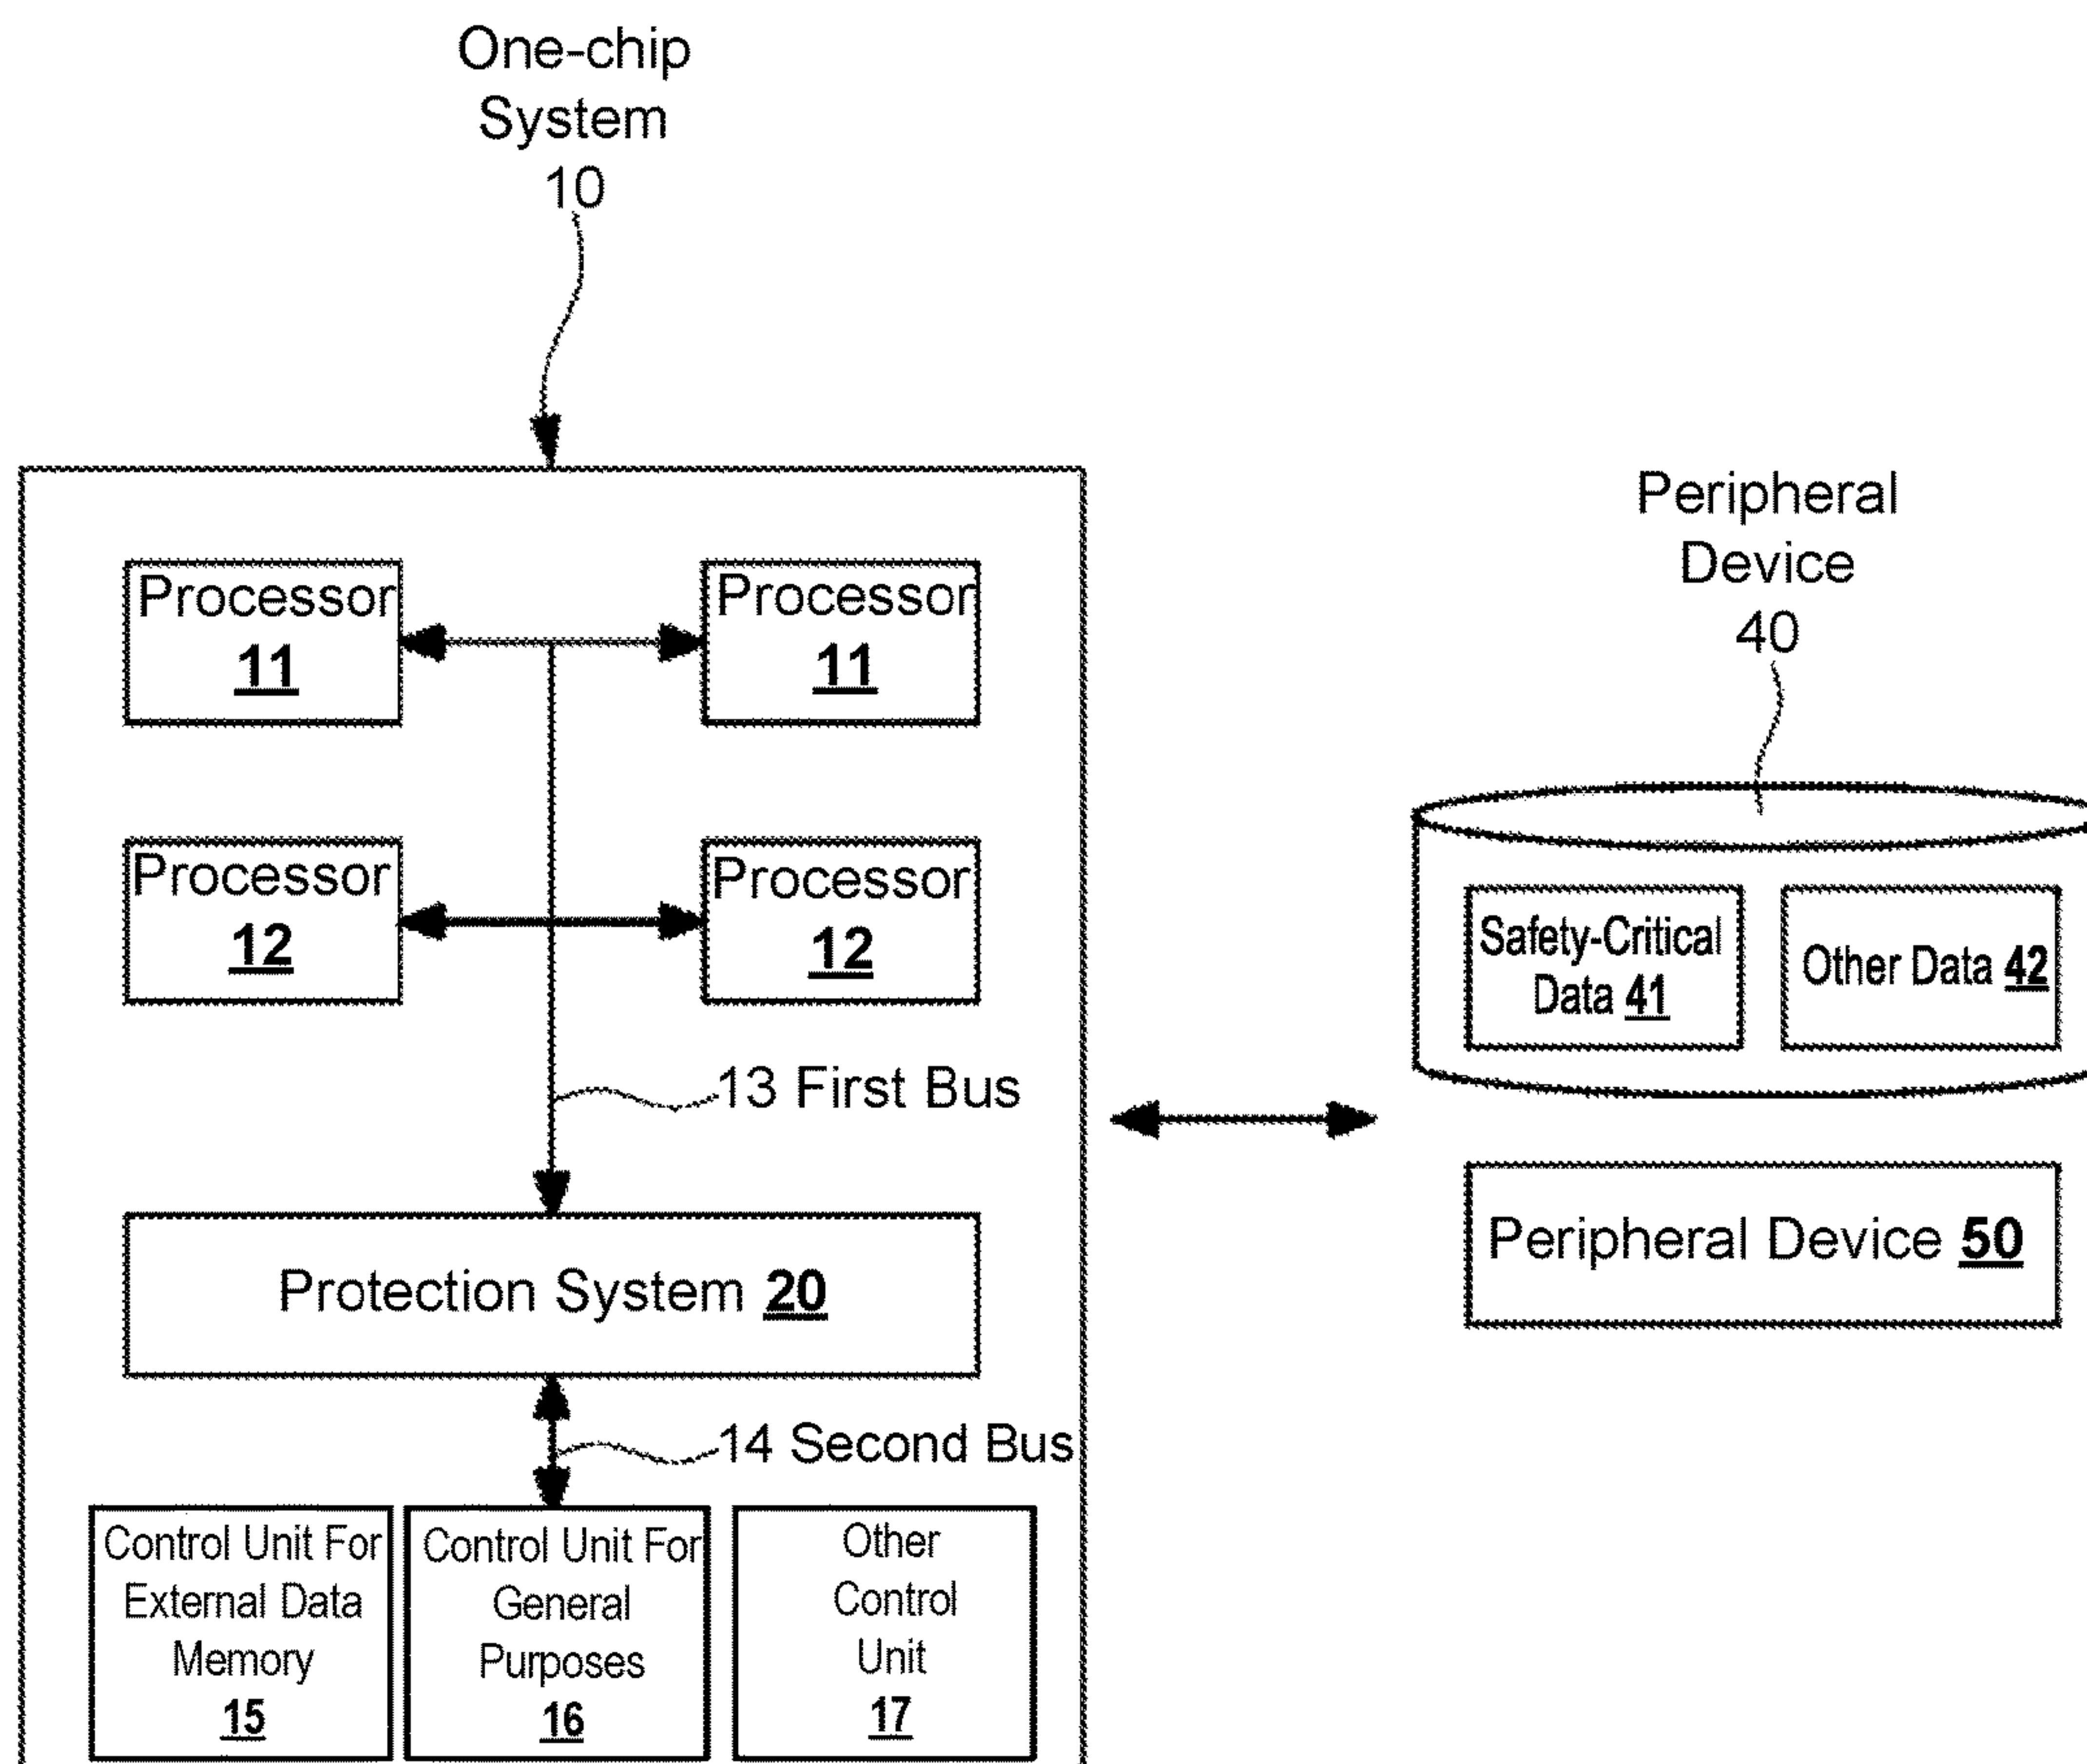 One-chip
System
10
Processor
11
Processor
11
Processor
12
Processor
12
13 First Bus
Protection System 20
14 Second Bus
Control Unit For
External Data
Memory
15
Control Unit For
General
Purposes
16
Other
Control
Unit
17
Peripheral
Device
40
Safety-Critical
Data 41
Other Data 42
Peripheral Device 50